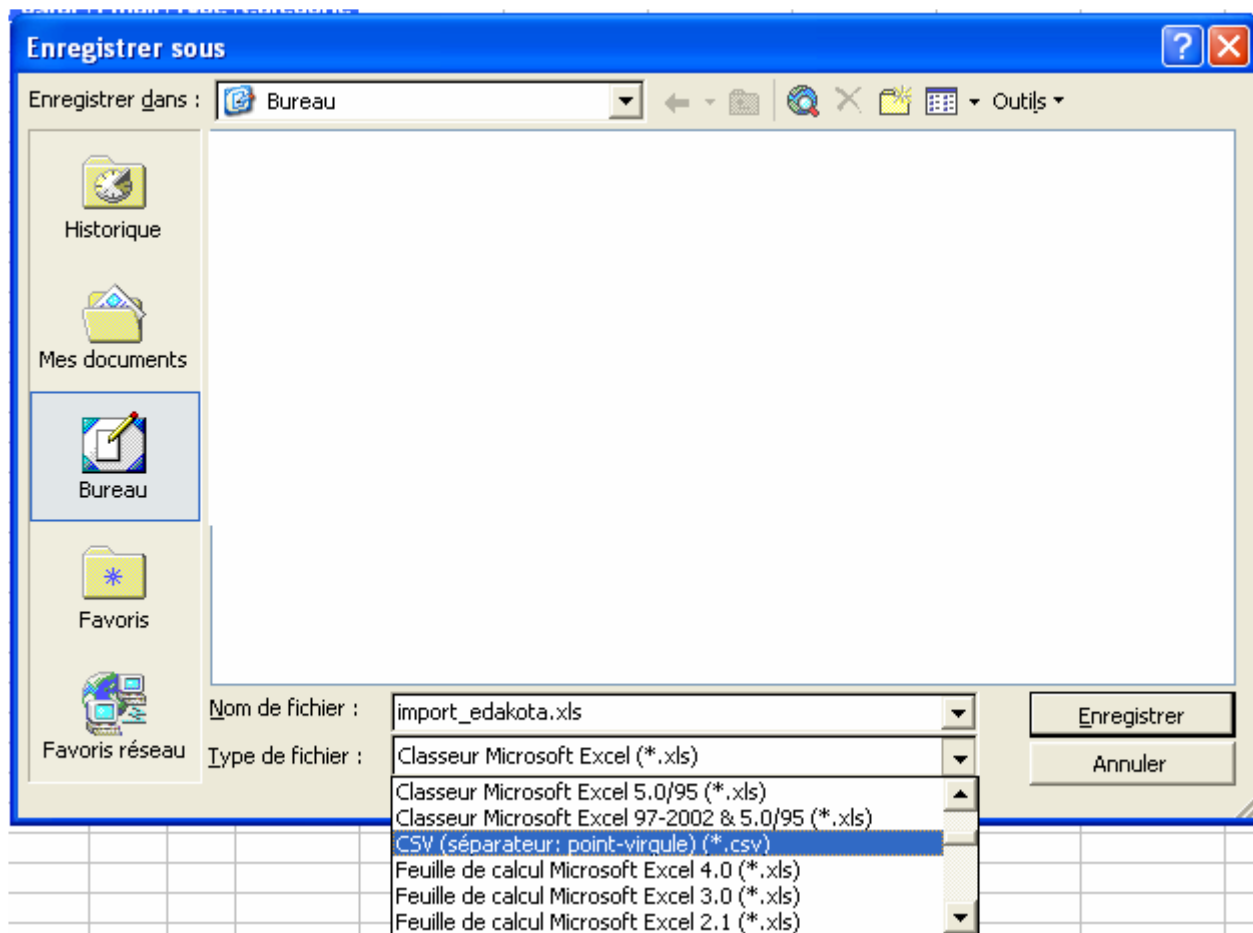 Enregistrer sous
Enregistrer dans : Bureau Outils
Historique
Mes documents
Bureau
Favoris
Favoris réseau
Nom de fichier : import_edakota.xls Enregistrer
Type de fichier : Classeur Microsoft Excel (*.xls) Annuler
Classeur Microsoft Excel 5.0/95 (*.xls)
Classeur Microsoft Excel 97-2002 & 5.0/95 (*.xls)
CSV (séparateur: point-virgule) (*.csv)
Feuille de calcul Microsoft Excel 4.0 (*.xls)
Feuille de calcul Microsoft Excel 3.0 (*.xls)
Feuille de calcul Microsoft Excel 2.1 (*.xls)